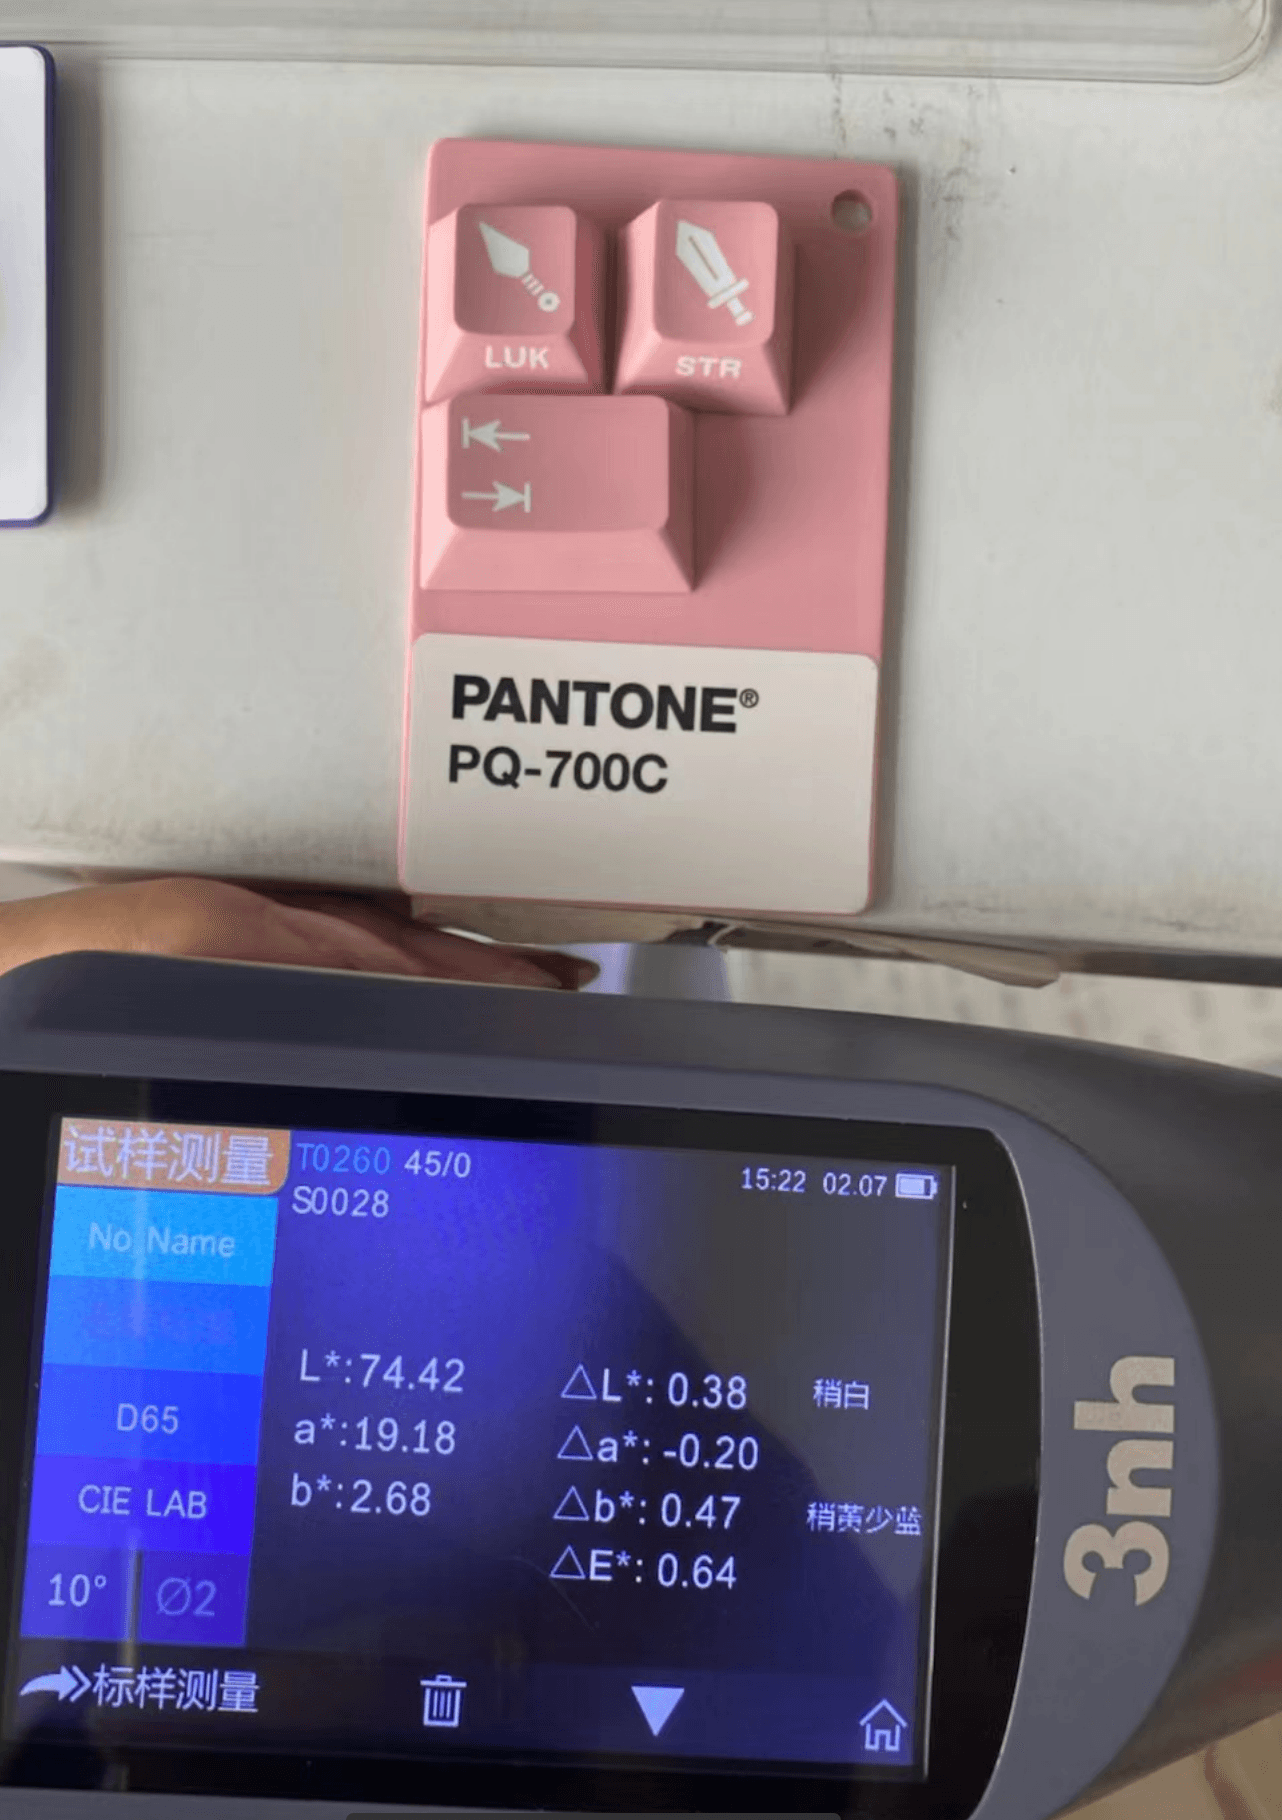 LUK
STR
PANTONE®
PQ-700C
试样测量
T0260 45/0
15:22 02.07
S0028
No Name
D65
CIE LAB
10° Ø2
L*:74.42
a*:19.18
b*:2.68
△L*: 0.38 稍白
△a*: -0.20
△b*: 0.47 稍黄少蓝
△E*: 0.64
标样测量
3nh